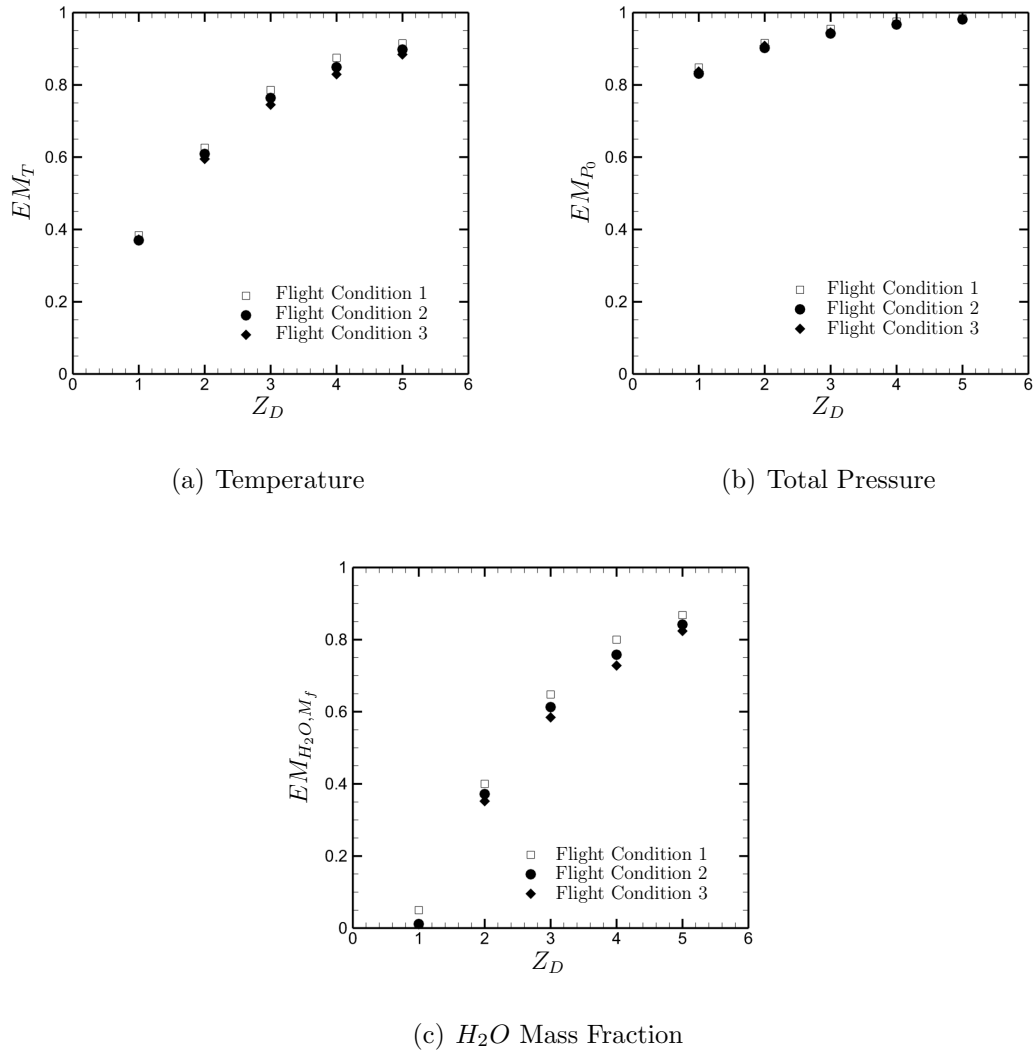 EM_T
1
0.8
0.6
0.4
0.2
0
0 1 2 3 4 5 6
Z_D
Flight Condition 1
Flight Condition 2
Flight Condition 3
(a) Temperature
EM_{P_0}
1
0.8
0.6
0.4
0.2
0
0 1 2 3 4 5 6
Z_D
Flight Condition 1
Flight Condition 2
Flight Condition 3
(b) Total Pressure
EM_{H_2O,M_f}
1
0.8
0.6
0.4
0.2
0
0 1 2 3 4 5 6
Z_D
Flight Condition 1
Flight Condition 2
Flight Condition 3
(c) H_2O Mass Fraction